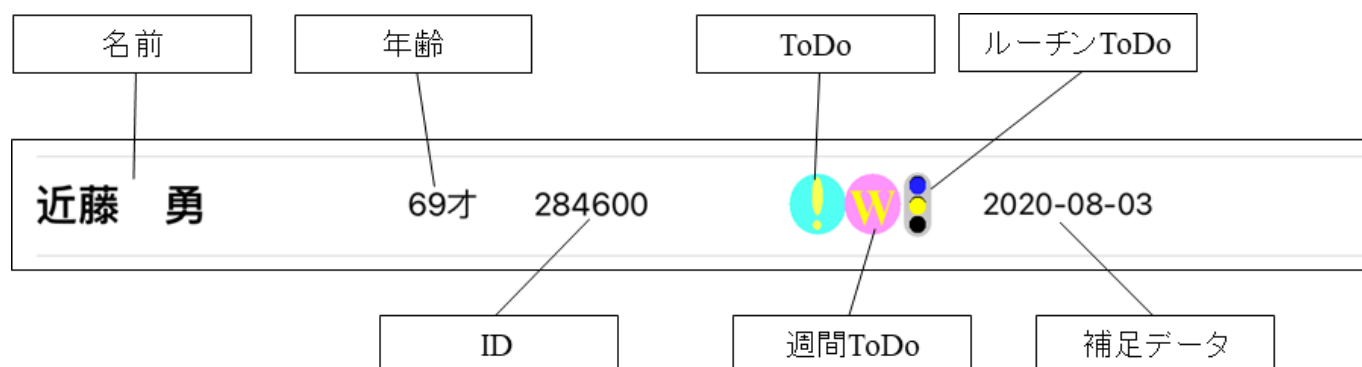 名前 年齢 ToDo ルーチンToDo
近藤 勇 69才 284600 ! W 2020-08-03
ID 週間ToDo 補足データ